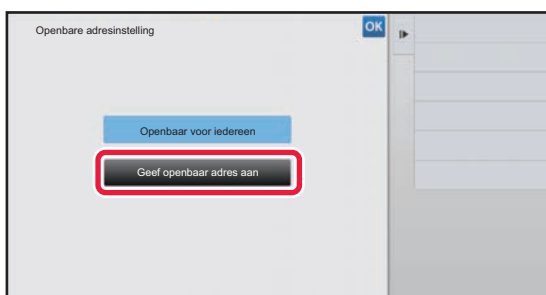 Openbare adresinstelling
OK
Openbaar voor iedereen
Geef openbaar adres aan